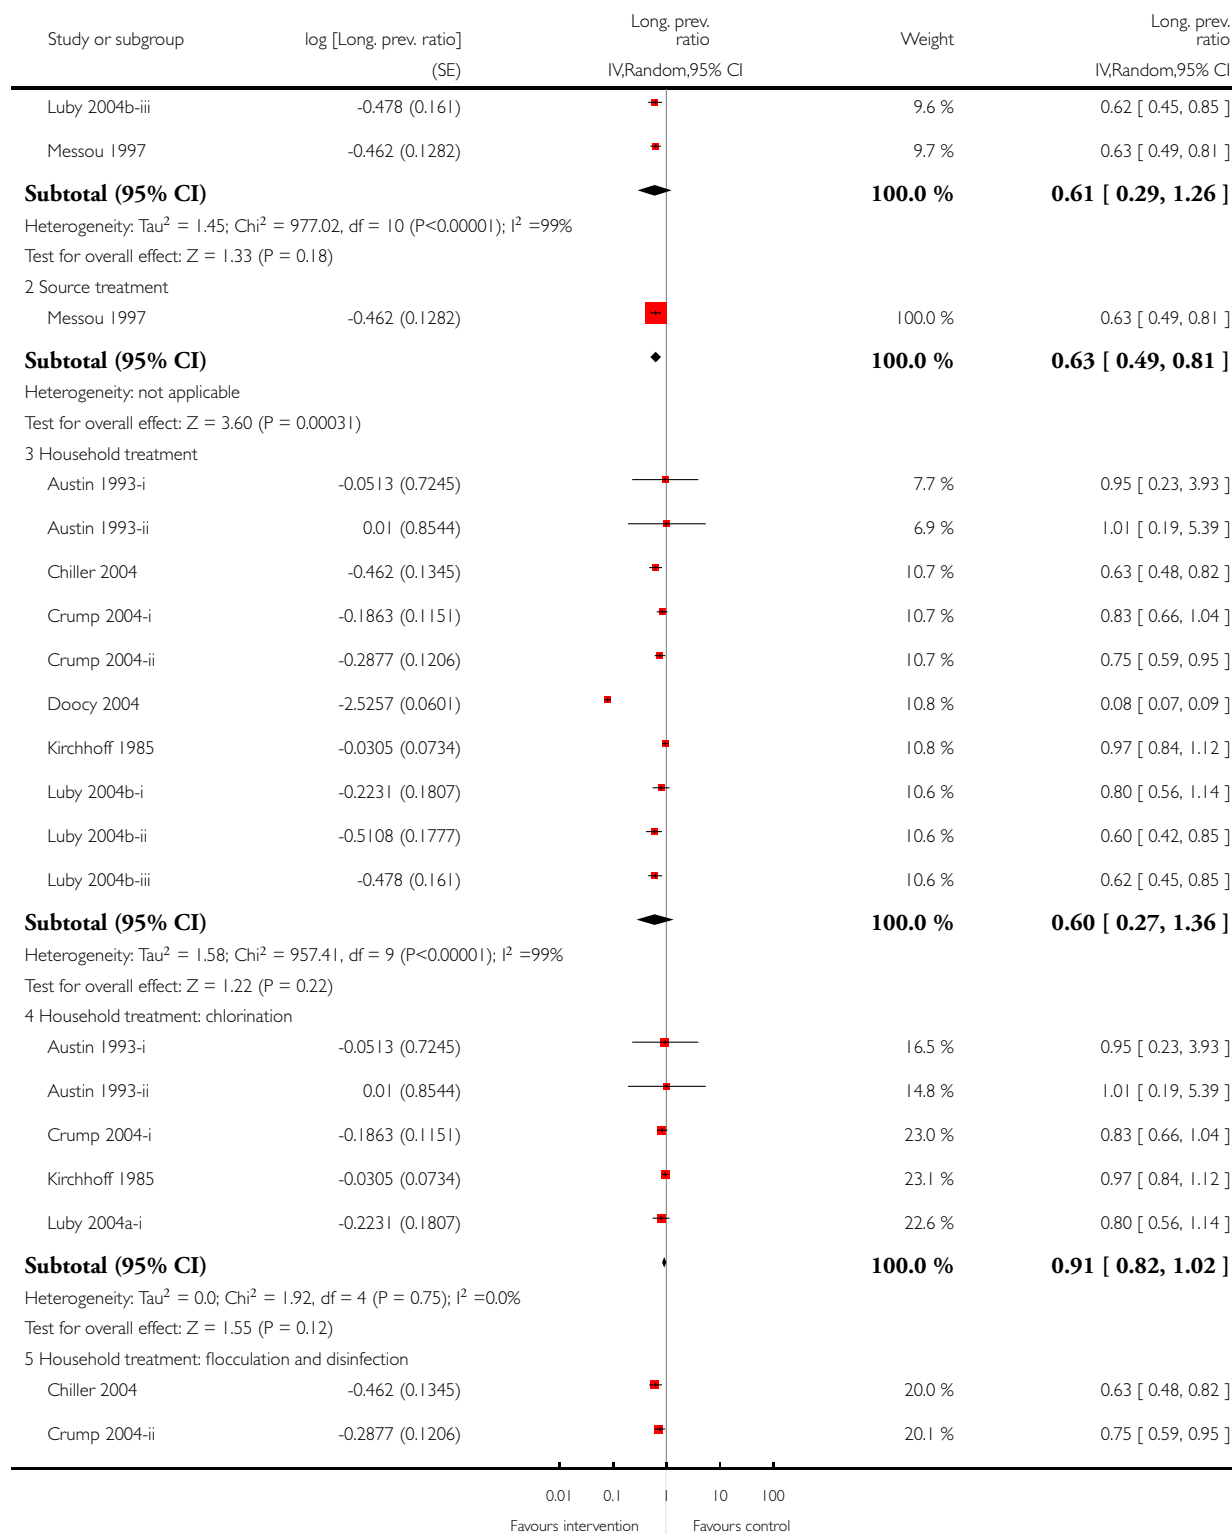 Study or subgroup log [Long. prev. ratio] Long. prev. ratio Weight Long. prev. ratio
(SE) IV,Random,95% CI IV,Random,95% CI
Luby 2004b-iii -0.478 (0.161) 9.6 % 0.62 [ 0.45, 0.85 ]
Messou 1997 -0.462 (0.1282) 9.7 % 0.63 [ 0.49, 0.81 ]
Subtotal (95% CI) 100.0 % 0.61 [ 0.29, 1.26 ]
Heterogeneity: Tau² = 1.45; Chi² = 977.02, df = 10 (P<0.00001); I² =99%
Test for overall effect: Z = 1.33 (P = 0.18)
2 Source treatment
Messou 1997 -0.462 (0.1282) 100.0 % 0.63 [ 0.49, 0.81 ]
Subtotal (95% CI) 100.0 % 0.63 [ 0.49, 0.81 ]
Heterogeneity: not applicable
Test for overall effect: Z = 3.60 (P = 0.00031)
3 Household treatment
Austin 1993-i -0.0513 (0.7245) 7.7 % 0.95 [ 0.23, 3.93 ]
Austin 1993-ii 0.01 (0.8544) 6.9 % 1.01 [ 0.19, 5.39 ]
Chiller 2004 -0.462 (0.1345) 10.7 % 0.63 [ 0.48, 0.82 ]
Crump 2004-i -0.1863 (0.1151) 10.7 % 0.83 [ 0.66, 1.04 ]
Crump 2004-ii -0.2877 (0.1206) 10.7 % 0.75 [ 0.59, 0.95 ]
Doocy 2004 -2.5257 (0.0601) 10.8 % 0.08 [ 0.07, 0.09 ]
Kirchhoff 1985 -0.0305 (0.0734) 10.8 % 0.97 [ 0.84, 1.12 ]
Luby 2004b-i -0.2231 (0.1807) 10.6 % 0.80 [ 0.56, 1.14 ]
Luby 2004b-ii -0.5108 (0.1777) 10.6 % 0.60 [ 0.42, 0.85 ]
Luby 2004b-iii -0.478 (0.161) 10.6 % 0.62 [ 0.45, 0.85 ]
Subtotal (95% CI) 100.0 % 0.60 [ 0.27, 1.36 ]
Heterogeneity: Tau² = 1.58; Chi² = 957.41, df = 9 (P<0.00001); I² =99%
Test for overall effect: Z = 1.22 (P = 0.22)
4 Household treatment: chlorination
Austin 1993-i -0.0513 (0.7245) 16.5 % 0.95 [ 0.23, 3.93 ]
Austin 1993-ii 0.01 (0.8544) 14.8 % 1.01 [ 0.19, 5.39 ]
Crump 2004-i -0.1863 (0.1151) 23.0 % 0.83 [ 0.66, 1.04 ]
Kirchhoff 1985 -0.0305 (0.0734) 23.1 % 0.97 [ 0.84, 1.12 ]
Luby 2004a-i -0.2231 (0.1807) 22.6 % 0.80 [ 0.56, 1.14 ]
Subtotal (95% CI) 100.0 % 0.91 [ 0.82, 1.02 ]
Heterogeneity: Tau² = 0.0; Chi² = 1.92, df = 4 (P = 0.75); I² =0.0%
Test for overall effect: Z = 1.55 (P = 0.12)
5 Household treatment: flocculation and disinfection
Chiller 2004 -0.462 (0.1345) 20.0 % 0.63 [ 0.48, 0.82 ]
Crump 2004-ii -0.2877 (0.1206) 20.1 % 0.75 [ 0.59, 0.95 ]
0.01 0.1 1 10 100
Favours intervention Favours control